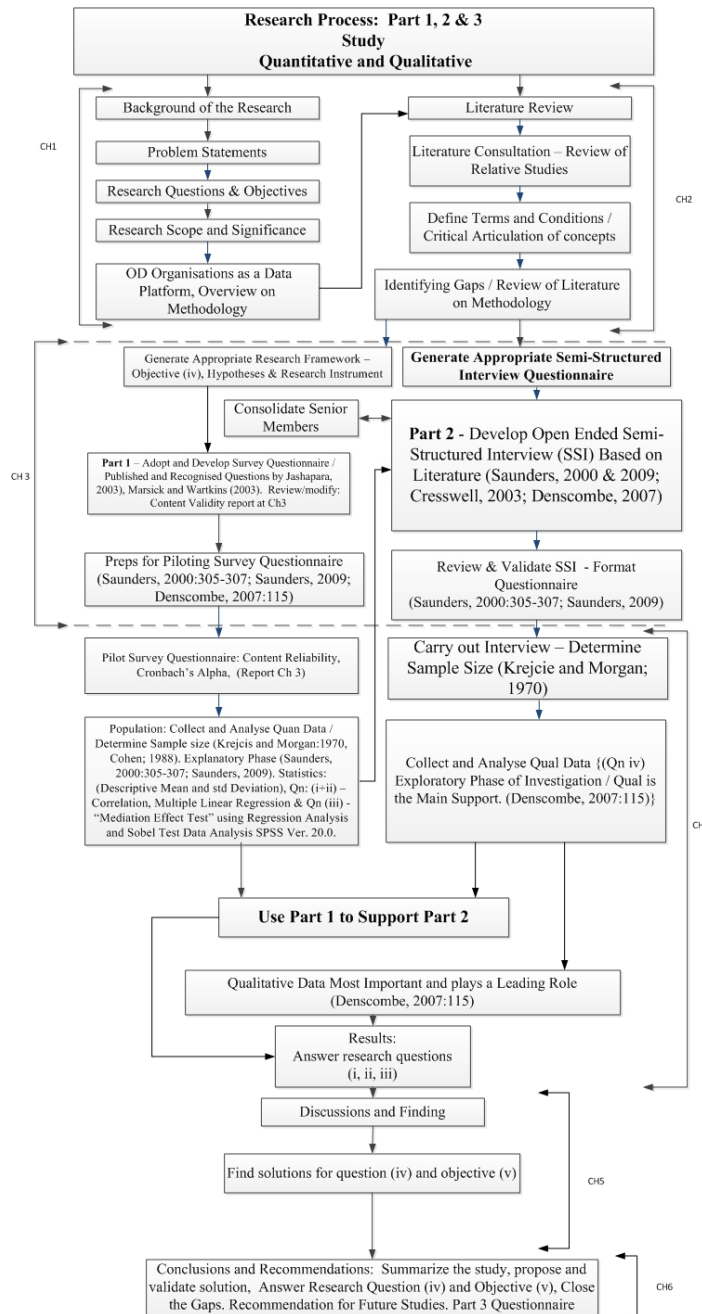 Research Process: Part 1, 2 & 3
Study
Quantitative and Qualitative
CH1
Background of the Research
Problem Statements
Research Questions & Objectives
Research Scope and Significance
OD Organisations as a Data
Platform, Overview on
Methodology
Literature Review
Literature Consultation – Review of
Relative Studies
Define Terms and Conditions /
Critical Articulation of concepts
Identifying Gaps / Review of Literature
on Methodology
CH2
CH 3
Generate Appropriate Research Framework –
Objective (iv), Hypotheses & Research Instrument
Generate Appropriate Semi-Structured
Interview Questionnaire
Consolidate Senior
Members
Part 1 – Adopt and Develop Survey Questionnaire /
Published and Recognised Questions by Jashapara,
2003), Marsick and Wartkins (2003). Review/modify:
Content Validity report at Ch3
Part 2 - Develop Open Ended Semi-
Structured Interview (SSI) Based on
Literature (Saunders, 2000 & 2009;
Cresswell, 2003; Denscombe, 2007)
Preps for Piloting Survey Questionnaire
(Saunders, 2000:305-307; Saunders, 2009;
Denscombe, 2007:115)
Review & Validate SSI - Format
Questionnaire
(Saunders, 2000:305-307; Saunders, 2009)
Pilot Survey Questionnaire: Content Reliability,
Cronbach's Alpha, (Report Ch 3)
Carry out Interview – Determine
Sample Size (Krejcie and Morgan;
1970)
Population: Collect and Analyse Quan Data /
Determine Sample size (Krejcis and Morgan:1970,
Cohen; 1988). Explanatory Phase (Saunders,
2000:305-307; Saunders, 2009). Statistics:
(Descriptive Mean and std Deviation), Qn: (i+ii) –
Correlation, Multiple Linear Regression & Qn (iii) -
“Mediation Effect Test” using Regression Analysis
and Sobel Test Data Analysis SPSS Ver. 20.0.
Collect and Analyse Qual Data {(Qn iv)
Exploratory Phase of Investigation / Qual is
the Main Support. (Denscombe, 2007:115)}
Use Part 1 to Support Part 2
Qualitative Data Most Important and plays a Leading Role
(Denscombe, 2007:115)
Results:
Answer research questions
(i, ii, iii)
Discussions and Finding
Find solutions for question (iv) and objective (v)
CH5
Conclusions and Recommendations: Summarize the study, propose and
validate solution, Answer Research Question (iv) and Objective (v), Close
the Gaps. Recommendation for Future Studies. Part 3 Questionnaire
CH6